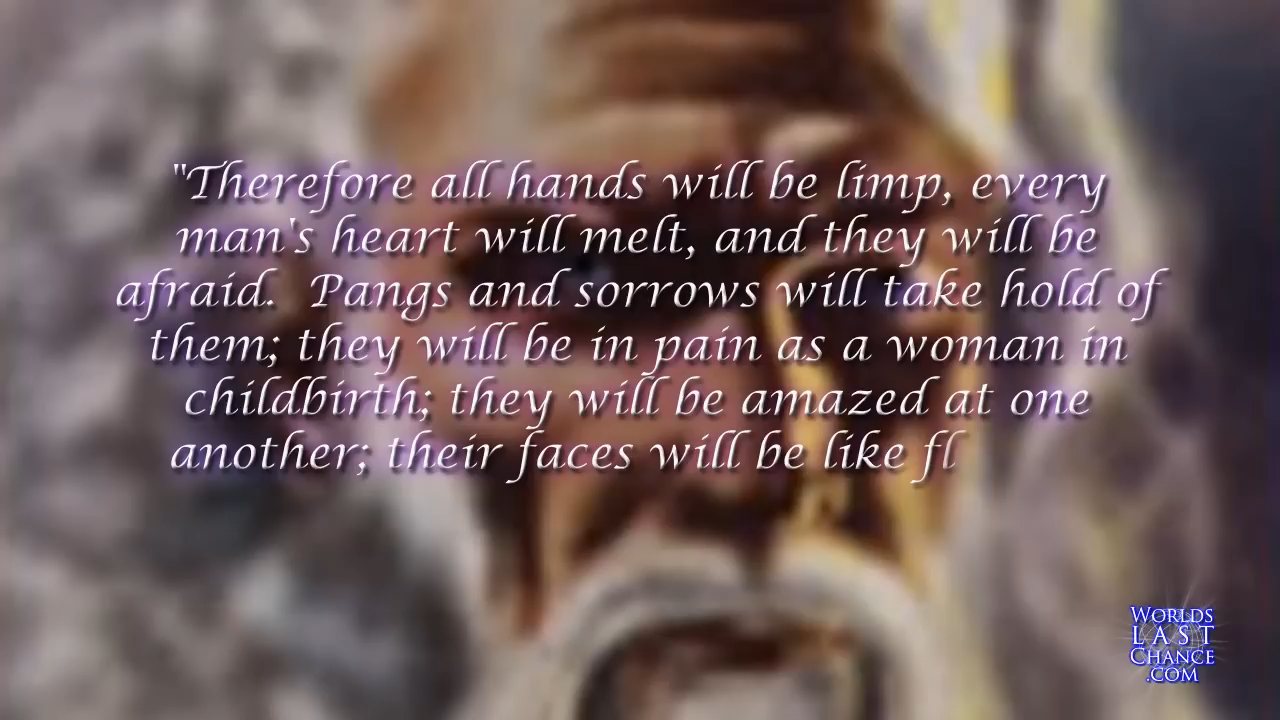 "Therefore all hands will be limp, every
man's heart will melt, and they will be
afraid.  Pangs and sorrows will take hold of
them; they will be in pain as a woman in
childbirth; they will be amazed at one
another; their faces will be like fl
WORLDS
LAST
CHANCE
.COM